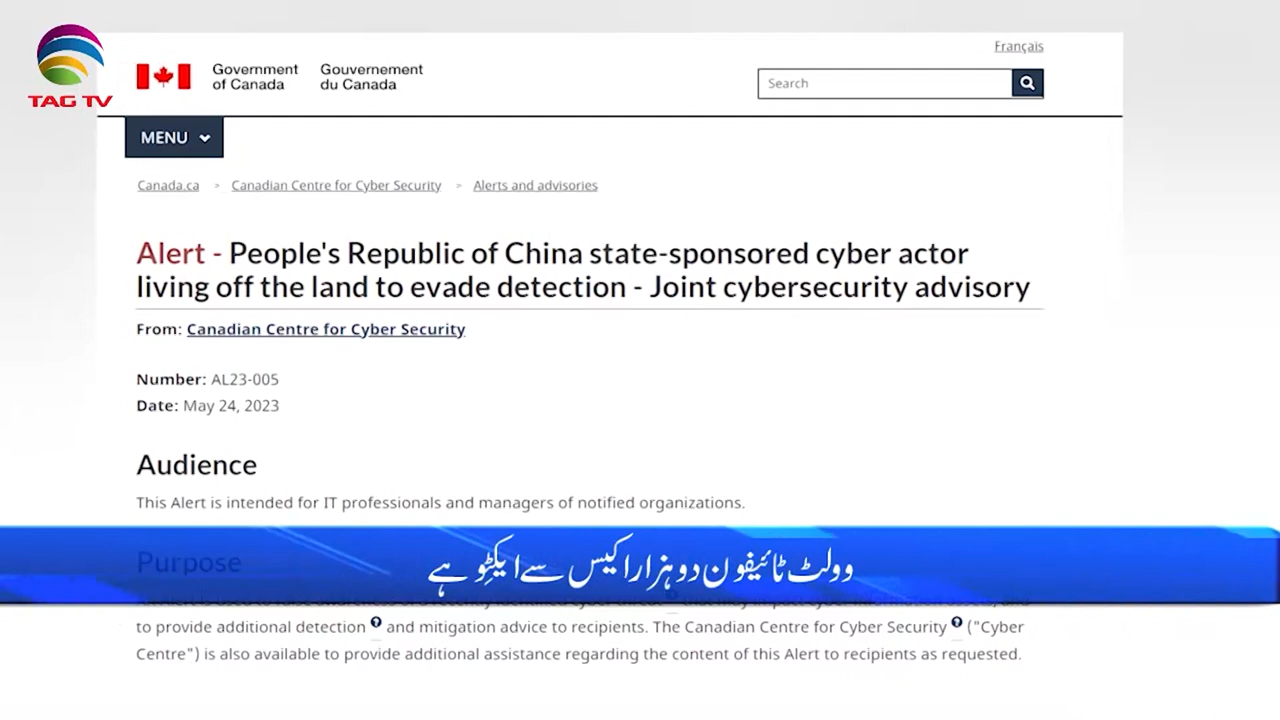 TAG TV
Government
of Canada
Gouvernement
du Canada
Français
Search
MENU
Canada.ca > Canadian Centre for Cyber Security > Alerts and advisories
Alert - People's Republic of China state-sponsored cyber actor
living off the land to evade detection - Joint cybersecurity advisory
From: Canadian Centre for Cyber Security
Number: AL23-005
Date: May 24, 2023
Audience
This Alert is intended for IT professionals and managers of notified organizations.
Purpose
وولٹ ٹائیفون دو ہزار اکیس سے ایکٹِو ہے
to provide additional detection and mitigation advice to recipients. The Canadian Centre for Cyber Security ("Cyber
Centre") is also available to provide additional assistance regarding the content of this Alert to recipients as requested.